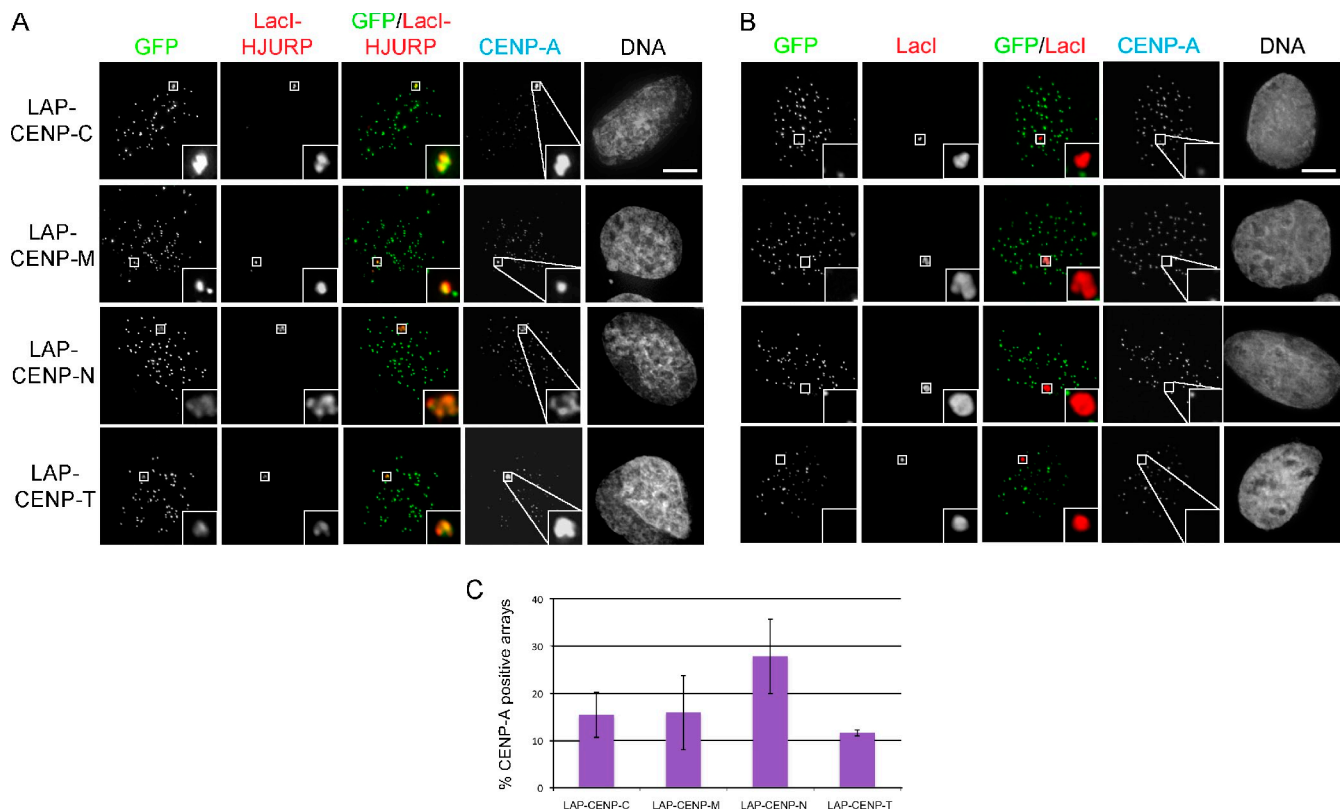 A
B
LacI-
GFP/LacI-
GFP
HJURP
HJURP
CENP-A
DNA
GFP
LacI
GFP/LacI
CENP-A
DNA
LAP-
CENP-C
LAP-
CENP-M
LAP-
CENP-N
LAP-
CENP-T
C
% CENP-A positive arrays
40
30
20
10
0
LAP-CENP-C
LAP-CENP-M
LAP-CENP-N
LAP-CENP-T